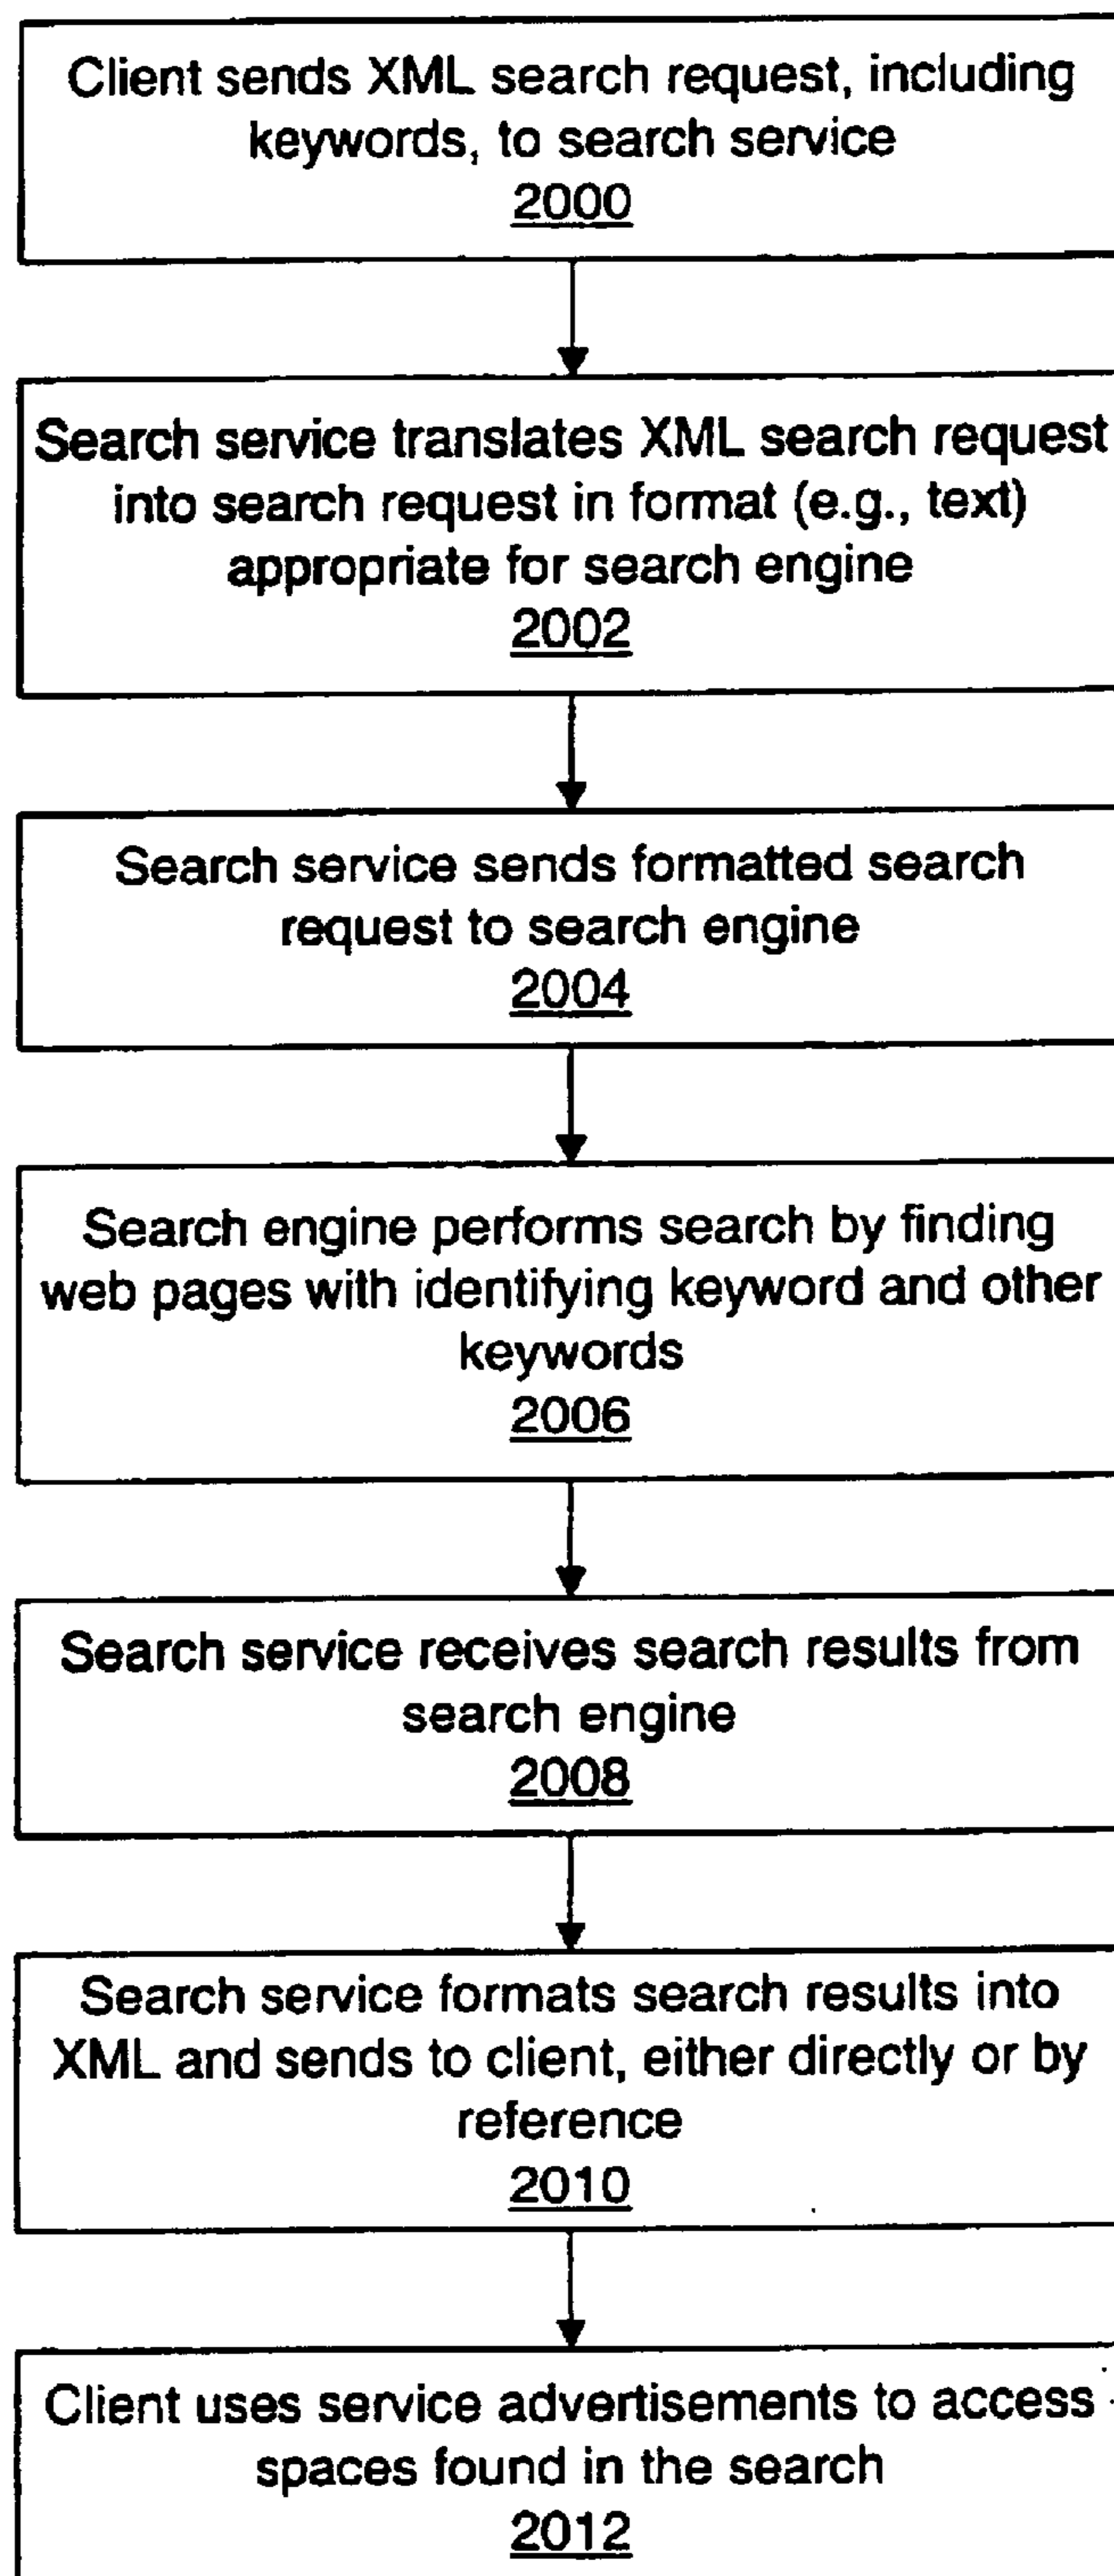 Client sends XML search request, including
keywords, to search service
2000
Search service translates XML search request
into search request in format (e.g., text)
appropriate for search engine
2002
Search service sends formatted search
request to search engine
2004
Search engine performs search by finding
web pages with identifying keyword and other
keywords
2006
Search service receives search results from
search engine
2008
Search service formats search results into
XML and sends to client, either directly or by
reference
2010
Client uses service advertisements to access
spaces found in the search
2012